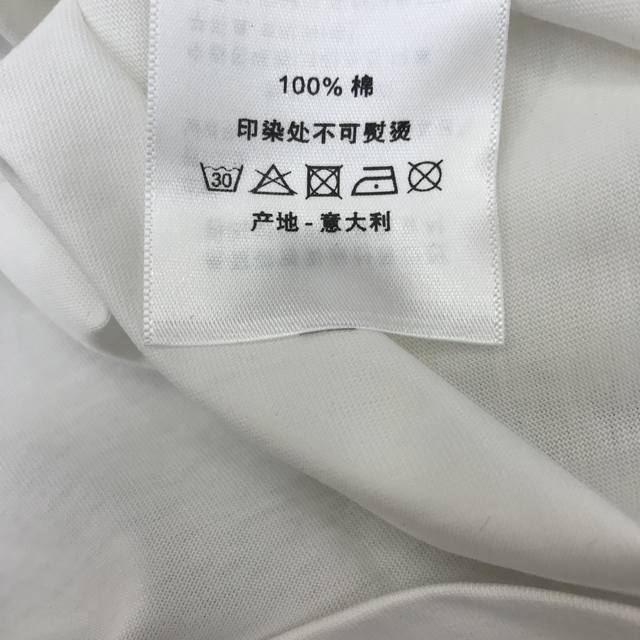 100% 棉
印染处不可熨烫
30
产地 - 意大利